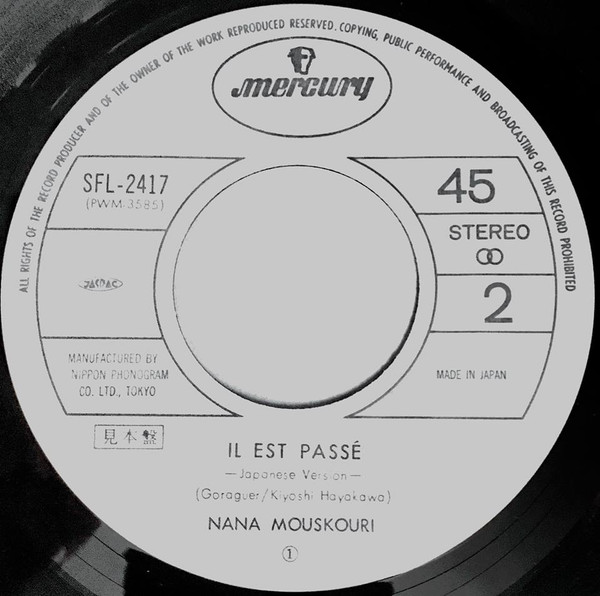 ALL RIGHTS OF THE RECORD PRODUCER AND OF THE OWNER OF THE WORK REPRODUCED RESERVED. COPYING, PUBLIC PERFORMANCE AND BROADCASTING OF THIS RECORD PROHIBITED
mercury
SFL-2417
(PWM-3585)
45
STEREO
2
JASRAC
MANUFACTURED BY
NIPPON PHONOGRAM
CO. LTD., TOKYO
MADE IN JAPAN
見本盤
IL EST PASSÉ
—Japanese Version—
(Goraguer/Kiyoshi Hayakawa)
NANA MOUSKOURI
①